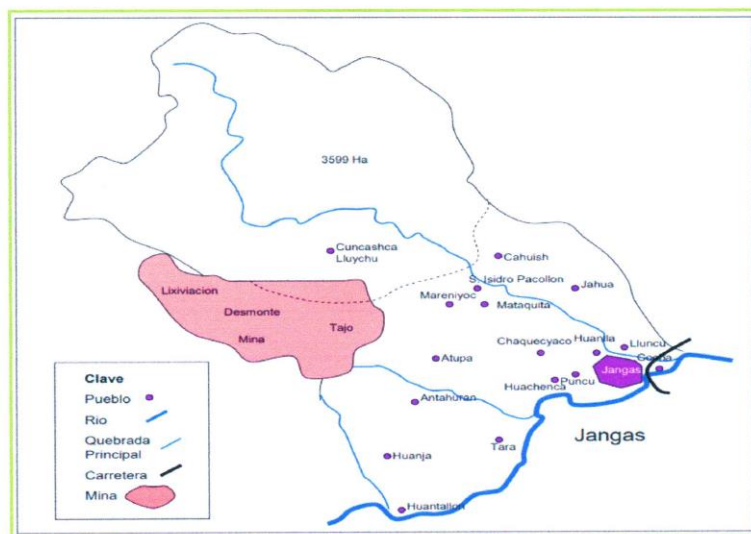 3599 Ha
Cuncashca
Lluychu
Cahuish
S. Isidro Pacollon
Jahua
Mareniyoc
Mataquita
Lixiviacion
Desmonte
Mina
Tajo
Chaquecyaco
Huanlla
Lluncu
Atupa
Jangas
Huachenca
Puncu
Antahuran
Jangas
Tara
Huanja
Huantallon
Clave
Pueblo
Rio
Quebrada
Principal
Carretera
Mina